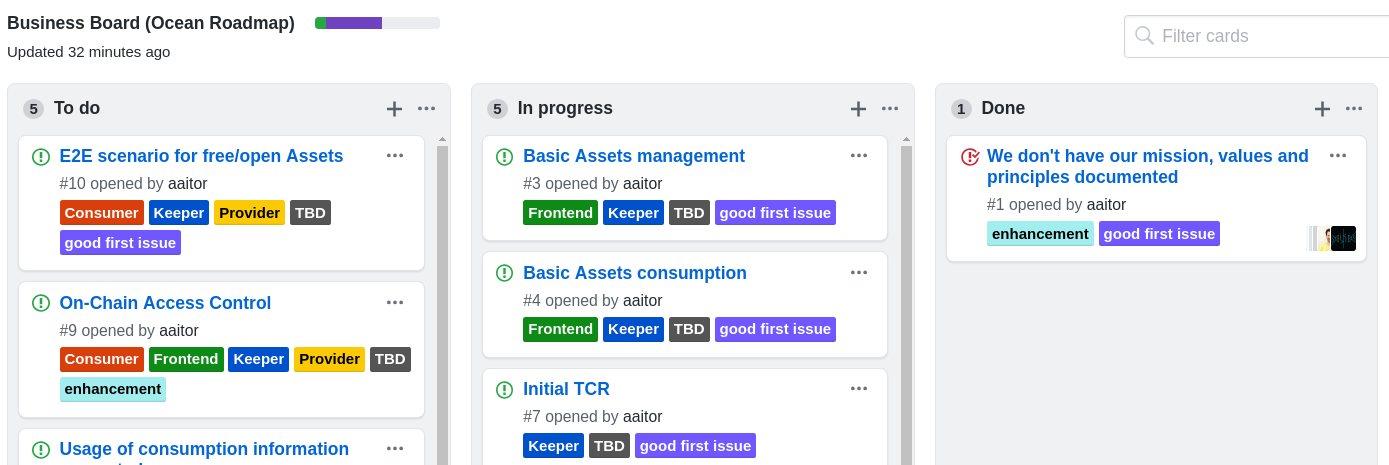 Business Board (Ocean Roadmap)
Updated 32 minutes ago
Filter cards
5 To do
E2E scenario for free/open Assets
#10 opened by aaitor
Consumer Keeper Provider TBD
good first issue
On-Chain Access Control
#9 opened by aaitor
Consumer Frontend Keeper Provider TBD
enhancement
Usage of consumption information
5 In progress
Basic Assets management
#3 opened by aaitor
Frontend Keeper TBD good first issue
Basic Assets consumption
#4 opened by aaitor
Frontend Keeper TBD good first issue
Initial TCR
#7 opened by aaitor
Keeper TBD good first issue
1 Done
We don't have our mission, values and
principles documented
#1 opened by aaitor
enhancement good first issue